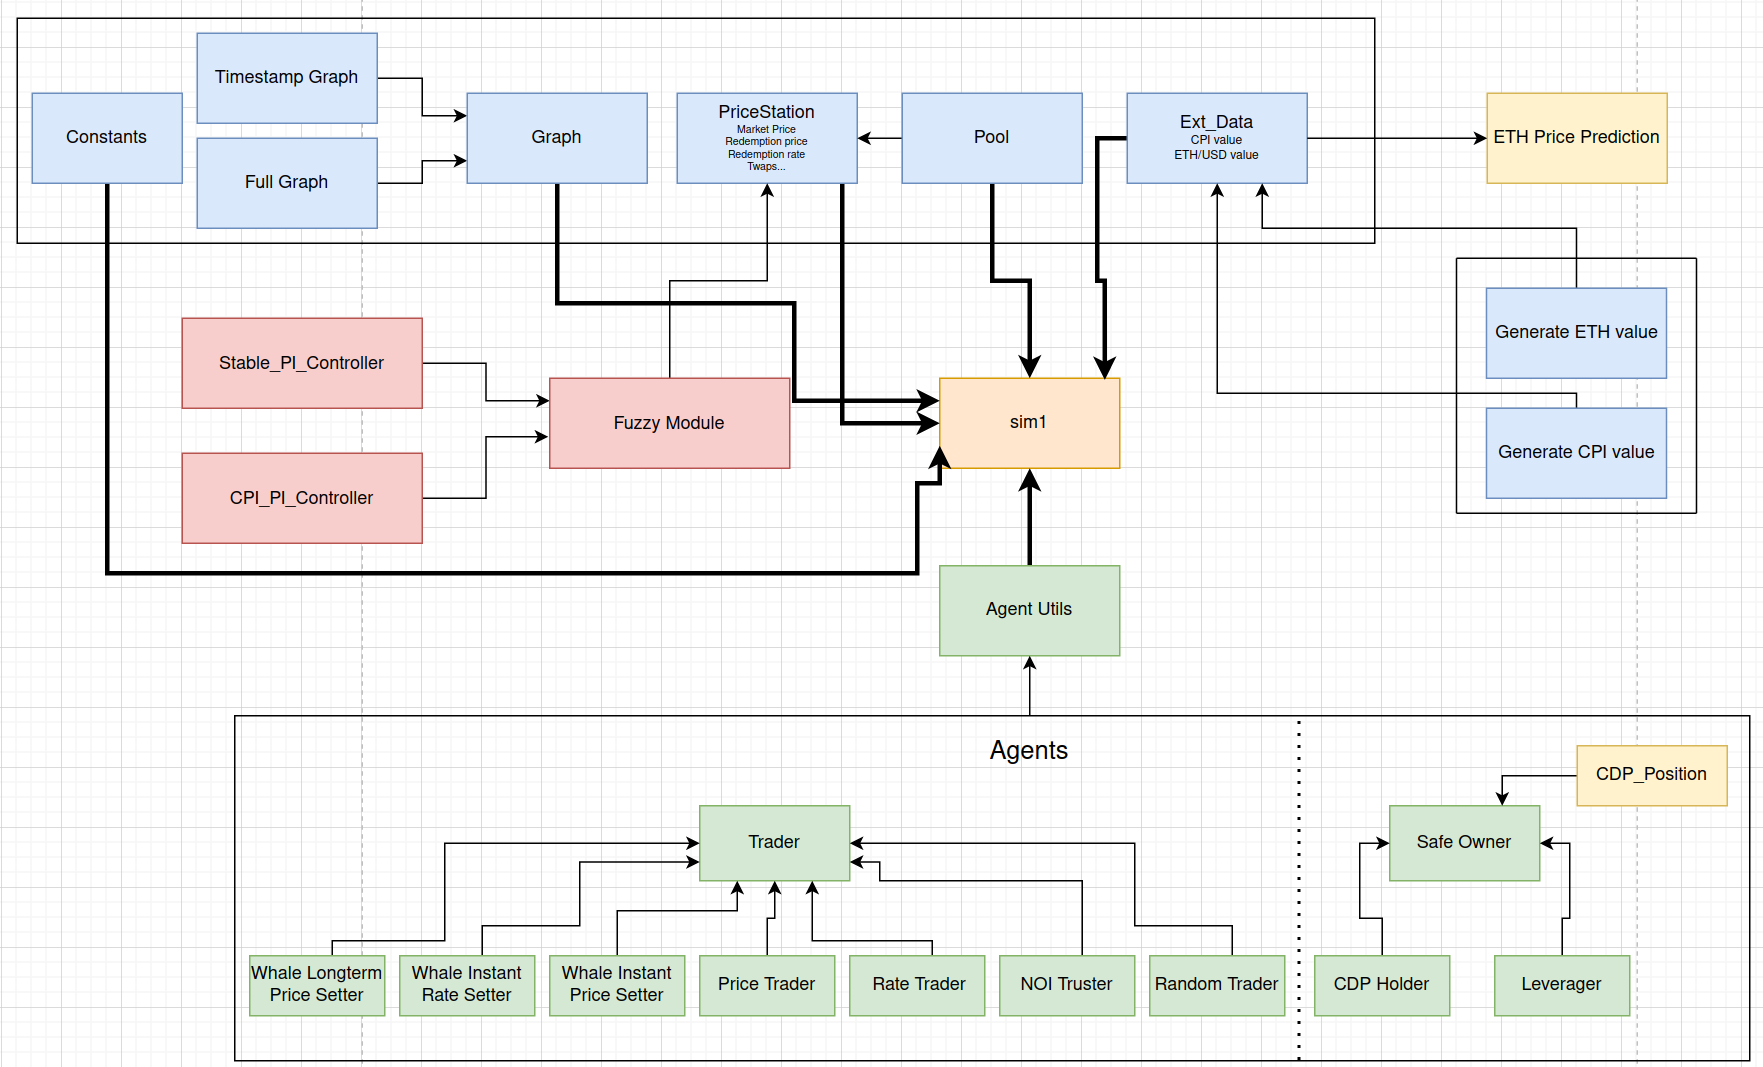 Timestamp Graph
Constants
Full Graph
Graph
PriceStation
Market Price
Redemption price
Redemption rate
Twaps...
Pool
Ext_Data
CPI value
ETH/USD value
ETH Price Prediction
Generate ETH value
Generate CPI value
Stable_PI_Controller
CPI_PI_Controller
Fuzzy Module
sim1
Agent Utils
Agents
CDP_Position
Trader
Safe Owner
Whale Longterm
Price Setter
Whale Instant
Rate Setter
Whale Instant
Price Setter
Price Trader
Rate Trader
NOI Truster
Random Trader
CDP Holder
Leverager